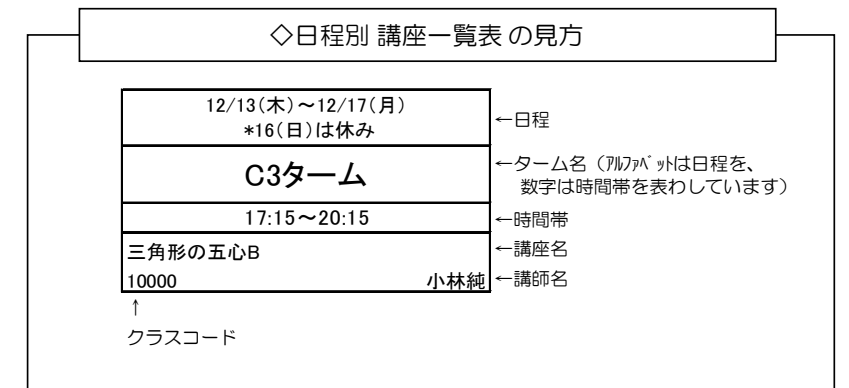 ◇日程別 講座一覧表 の見方
12/13(木)～12/17(月)
*16(日)は休み
←日程
C3ターム
←ターム名（ｱﾙﾌｧﾍﾞｯﾄは日程を、
数字は時間帯を表わしています）
17:15～20:15
←時間帯
三角形の五心B
←講座名
10000 小林純
←講師名
↑
クラスコード